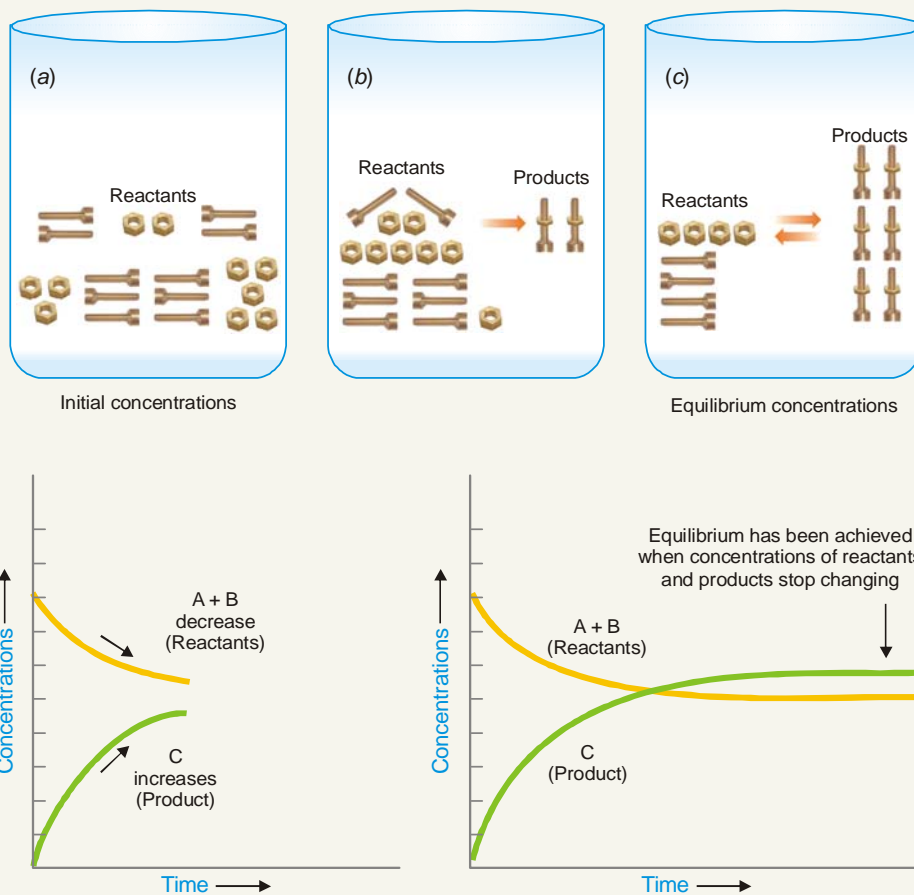 (a)
Reactants
Initial concentrations
(b)
Reactants
Products
(c)
Products
Reactants
Equilibrium concentrations
Concentrations
A + B
decrease
(Reactants)
C
increases
(Product)
Time
Concentrations
Equilibrium has been achieved
when concentrations of reactants
and products stop changing
A + B
(Reactants)
C
(Product)
Time